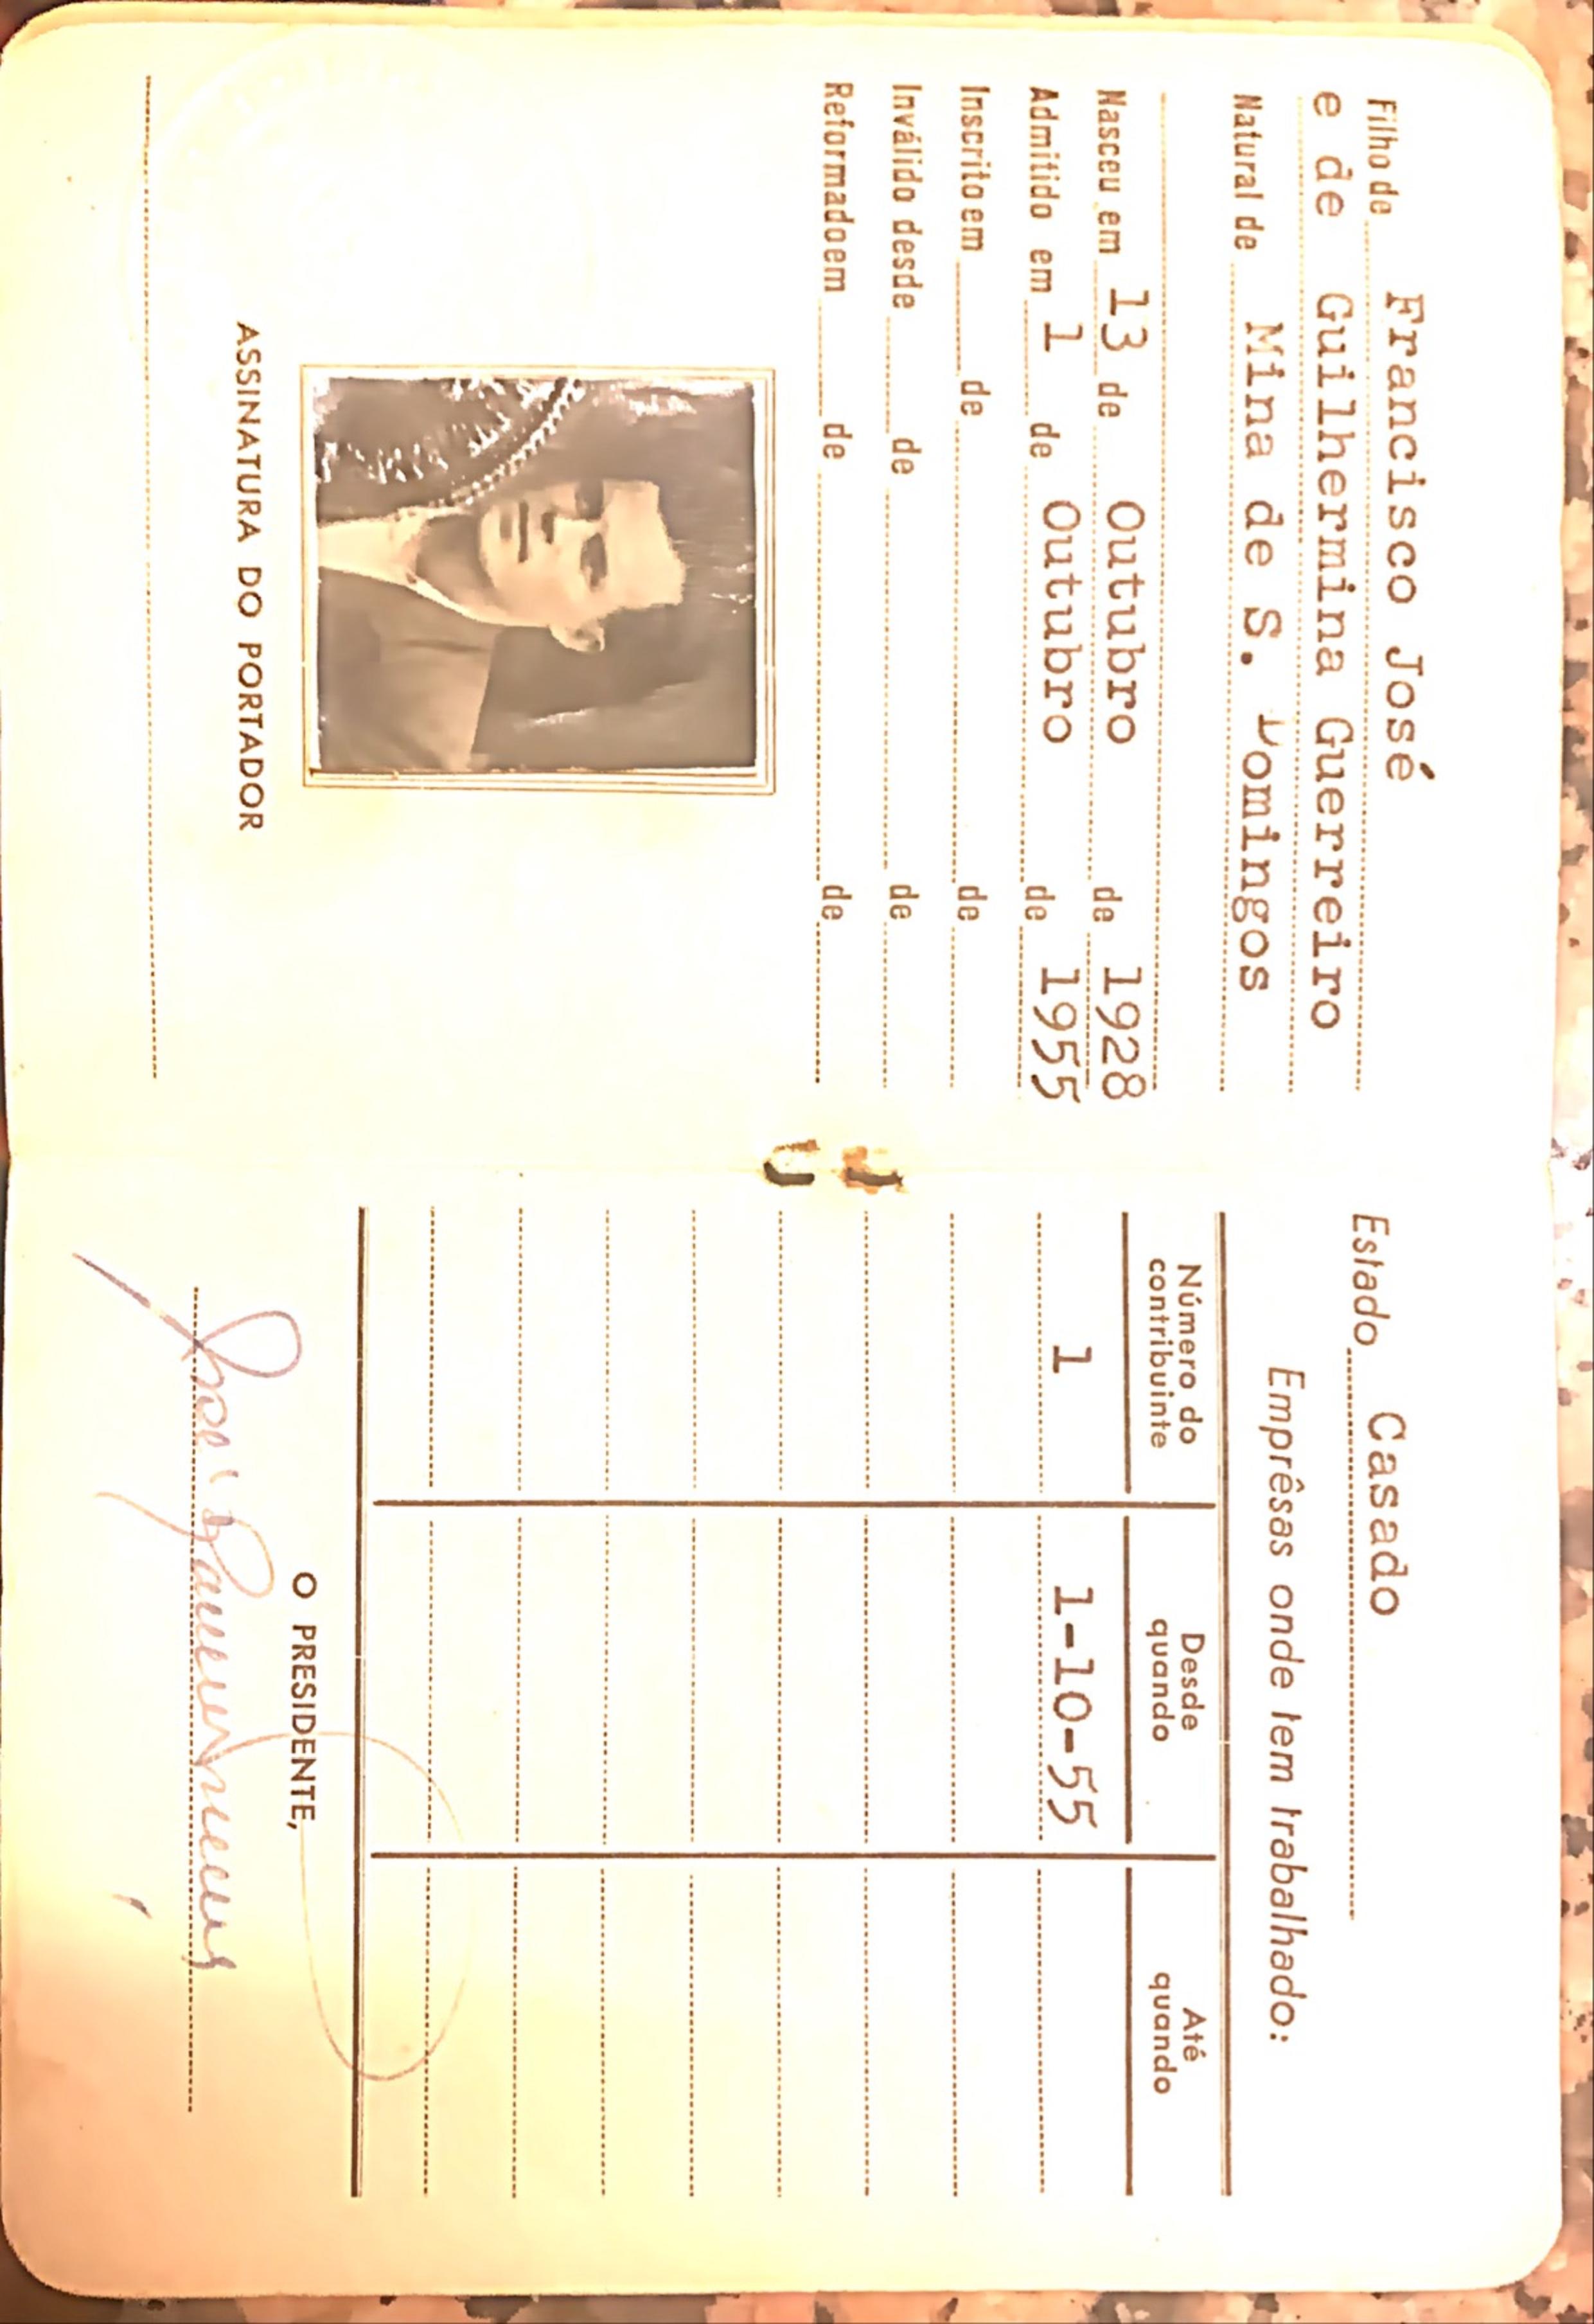 Filho de Francisco José
e de Guilhermina Guerreiro
Natural de Mina de S. Domingos
Nasceu em 13 de Outubro de 1928
Admitido em 1 de Outubro de 1955
Inscrito em de de
Inválido desde de de
Reformado em de de
ASSINATURA DO PORTADOR
Estado Casado
Emprêsas onde tem trabalhado:
Número do contribuinte Desde quando Até quando
1 1-10-55
O PRESIDENTE,